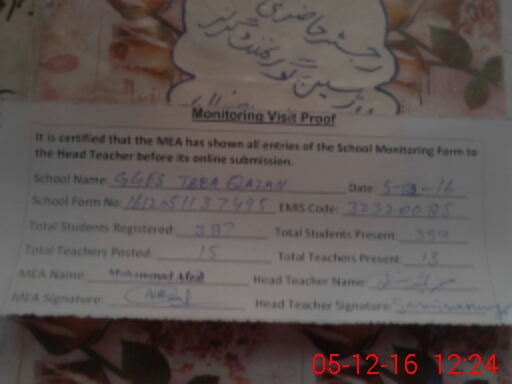 رجسٹر حاضری
Monitoring Visit Proof
It is certified that the MEA has shown all entries of the School Monitoring Form to
the Head Teacher before its online submission.
School Name: GGES TABA QAZAN Date: 5-12-16
School Form No: 1612051137495 EMIS Code: 32320085
Total Students Registered: 387 Total Students Present: 359
Total Teachers Posted: 15 Total Teachers Present: 13
MEA Name: Muhammad Afzal Head Teacher Name:
MEA Signature: Head Teacher Signature:
05-12-16 12:24